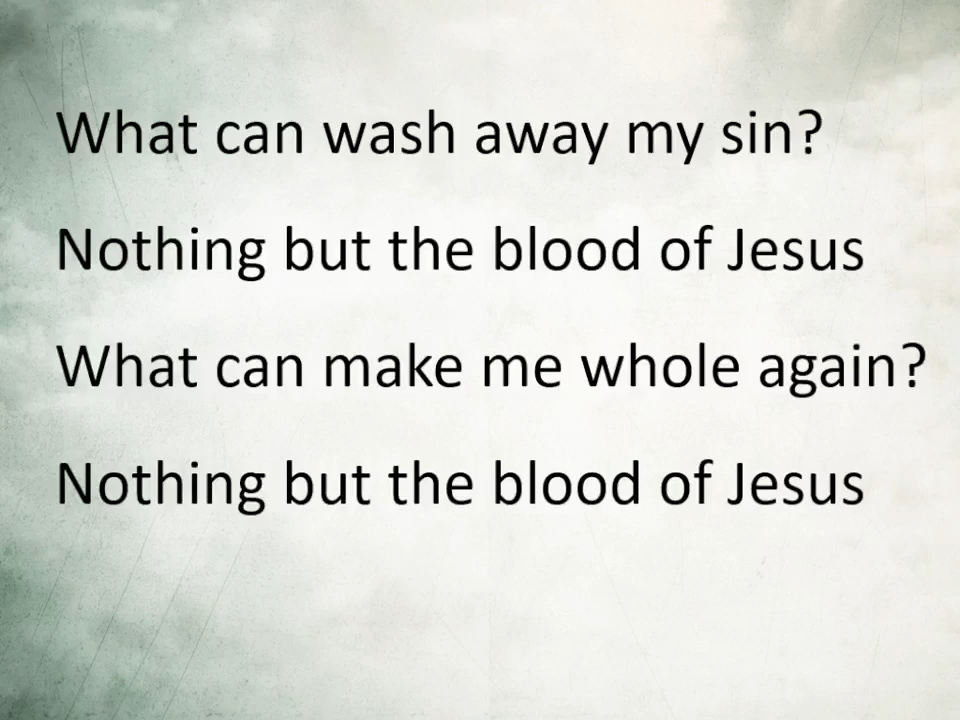 What can wash away my sin?
Nothing but the blood of Jesus
What can make me whole again?
Nothing but the blood of Jesus